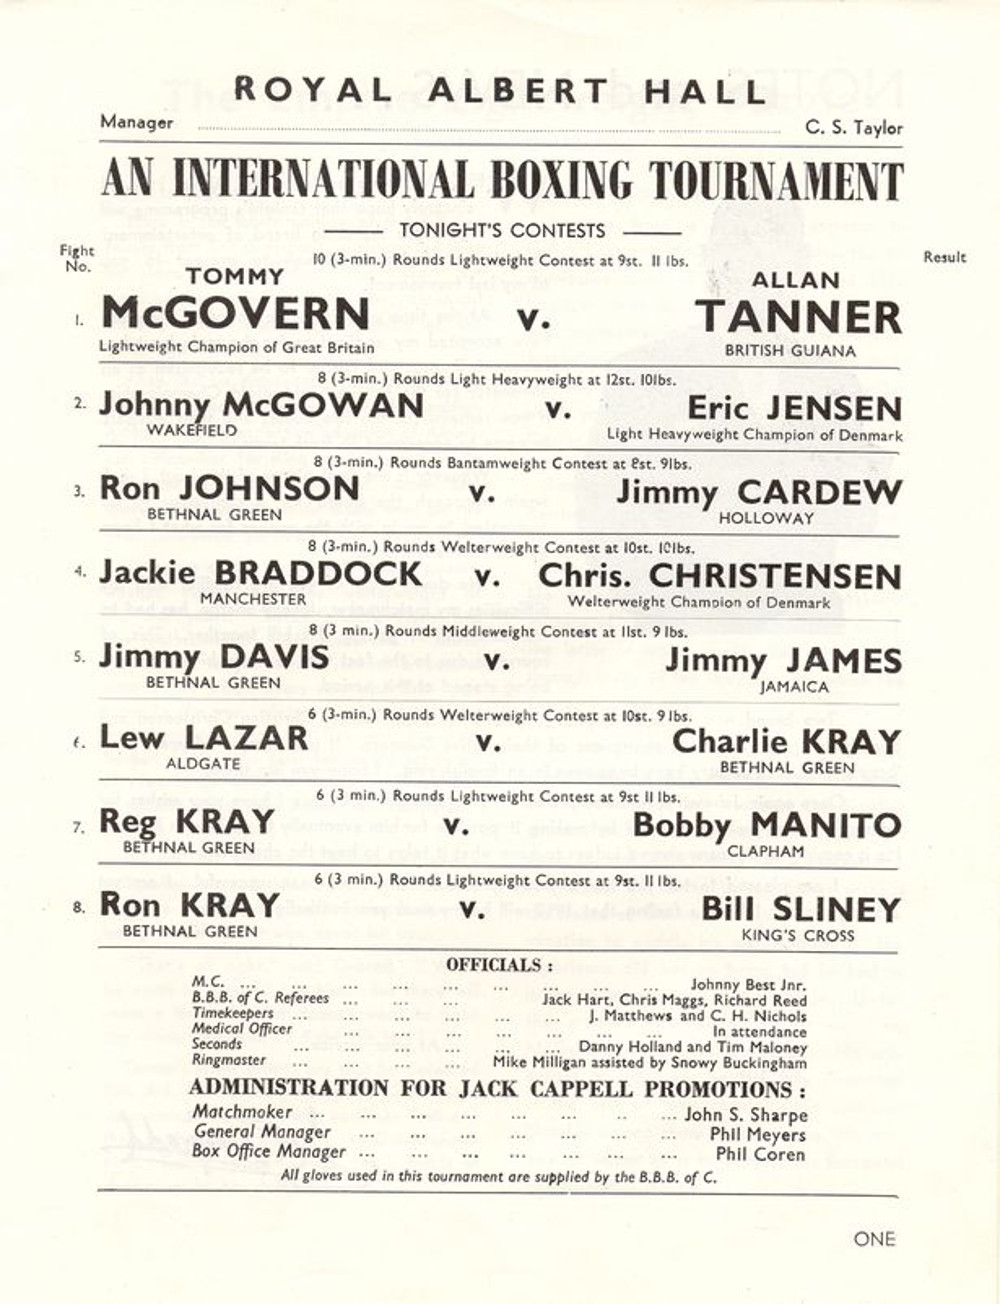 ROYAL ALBERT HALL
Manager ........ C. S. Taylor
AN INTERNATIONAL BOXING TOURNAMENT
TONIGHT'S CONTESTS
Fight No.
Result
10 (3-min.) Rounds Lightweight Contest at 9st. 11 lbs.
TOMMY ALLAN
1. McGOVERN v. TANNER
Lightweight Champion of Great Britain BRITISH GUIANA
8 (3-min.) Rounds Light Heavyweight at 12st. 10lbs.
2. Johnny McGOWAN v. Eric JENSEN
WAKEFIELD Light Heavyweight Champion of Denmark
8 (3-min.) Rounds Bantamweight Contest at 8st. 9lbs.
3. Ron JOHNSON v. Jimmy CARDEW
BETHNAL GREEN HOLLOWAY
8 (3-min.) Rounds Welterweight Contest at 10st. 10lbs.
4. Jackie BRADDOCK v. Chris. CHRISTENSEN
MANCHESTER Welterweight Champion of Denmark
8 (3 min.) Rounds Middleweight Contest at 11st. 9 lbs.
5. Jimmy DAVIS v. Jimmy JAMES
BETHNAL GREEN JAMAICA
6 (3-min.) Rounds Welterweight Contest at 10st. 9 lbs.
6. Lew LAZAR v. Charlie KRAY
ALDGATE BETHNAL GREEN
6 (3 min.) Rounds Lightweight Contest at 9st 11 lbs.
7. Reg KRAY v. Bobby MANITO
BETHNAL GREEN CLAPHAM
6 (3 min.) Rounds Lightweight Contest at 9st. 11 lbs.
8. Ron KRAY v. Bill SLINEY
BETHNAL GREEN KING'S CROSS
OFFICIALS :
M.C. ... Johnny Best Jnr.
B.B.B. of C. Referees ... Jack Hart, Chris Maggs, Richard Reed
Timekeepers ... J. Matthews and C. H. Nichols
Medical Officer ... In attendance
Seconds ... Danny Holland and Tim Maloney
Ringmaster ... Mike Milligan assisted by Snowy Buckingham
ADMINISTRATION FOR JACK CAPPELL PROMOTIONS :
Matchmoker ... John S. Sharpe
General Manager ... Phil Meyers
Box Office Manager ... Phil Coren
All gloves used in this tournament are supplied by the B.B.B. of C.
ONE